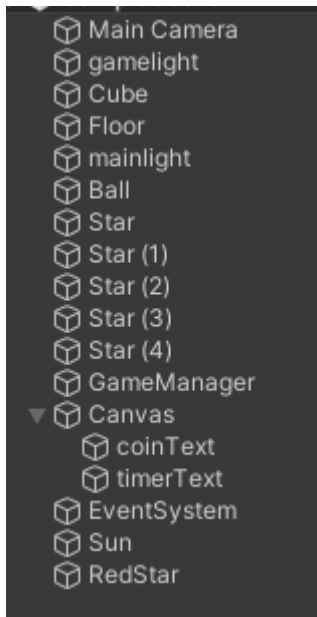 Main Camera
gamelight
Cube
Floor
mainlight
Ball
Star
Star (1)
Star (2)
Star (3)
Star (4)
GameManager
Canvas
coinText
timerText
EventSystem
Sun
RedStar